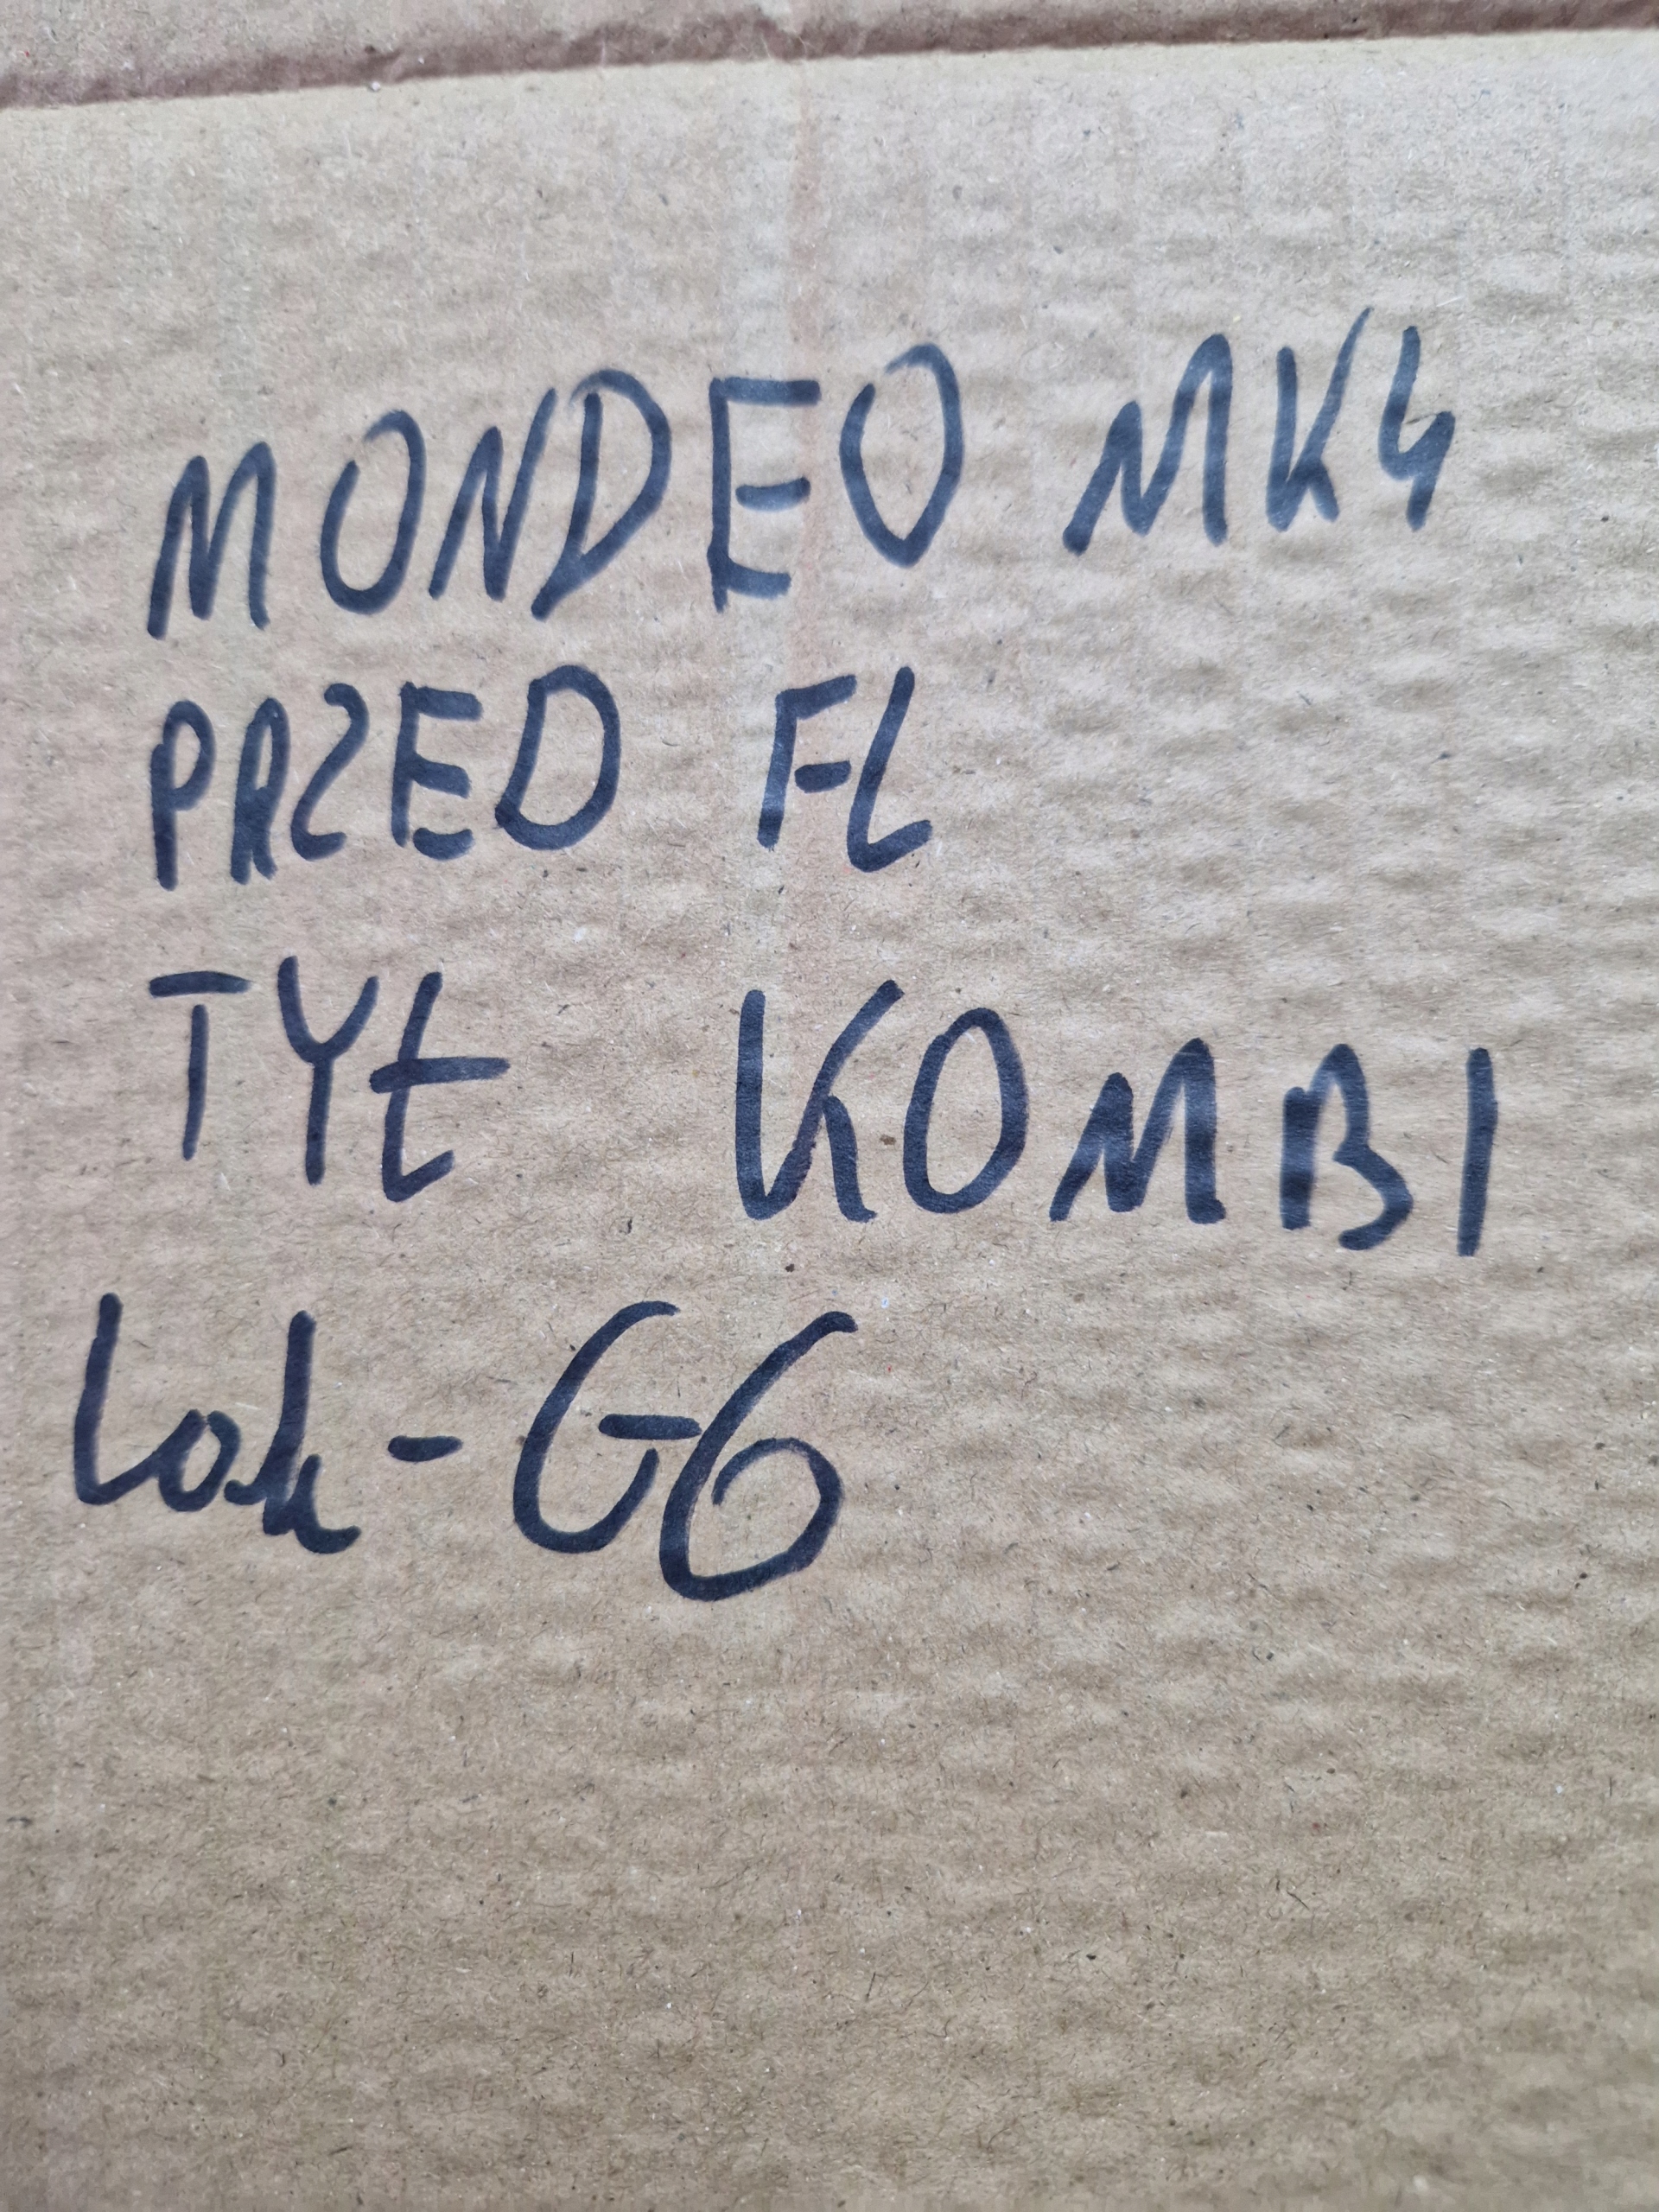 MONDEO MK4
PRZED FL
TYŁ KOMBI
Lok-G6